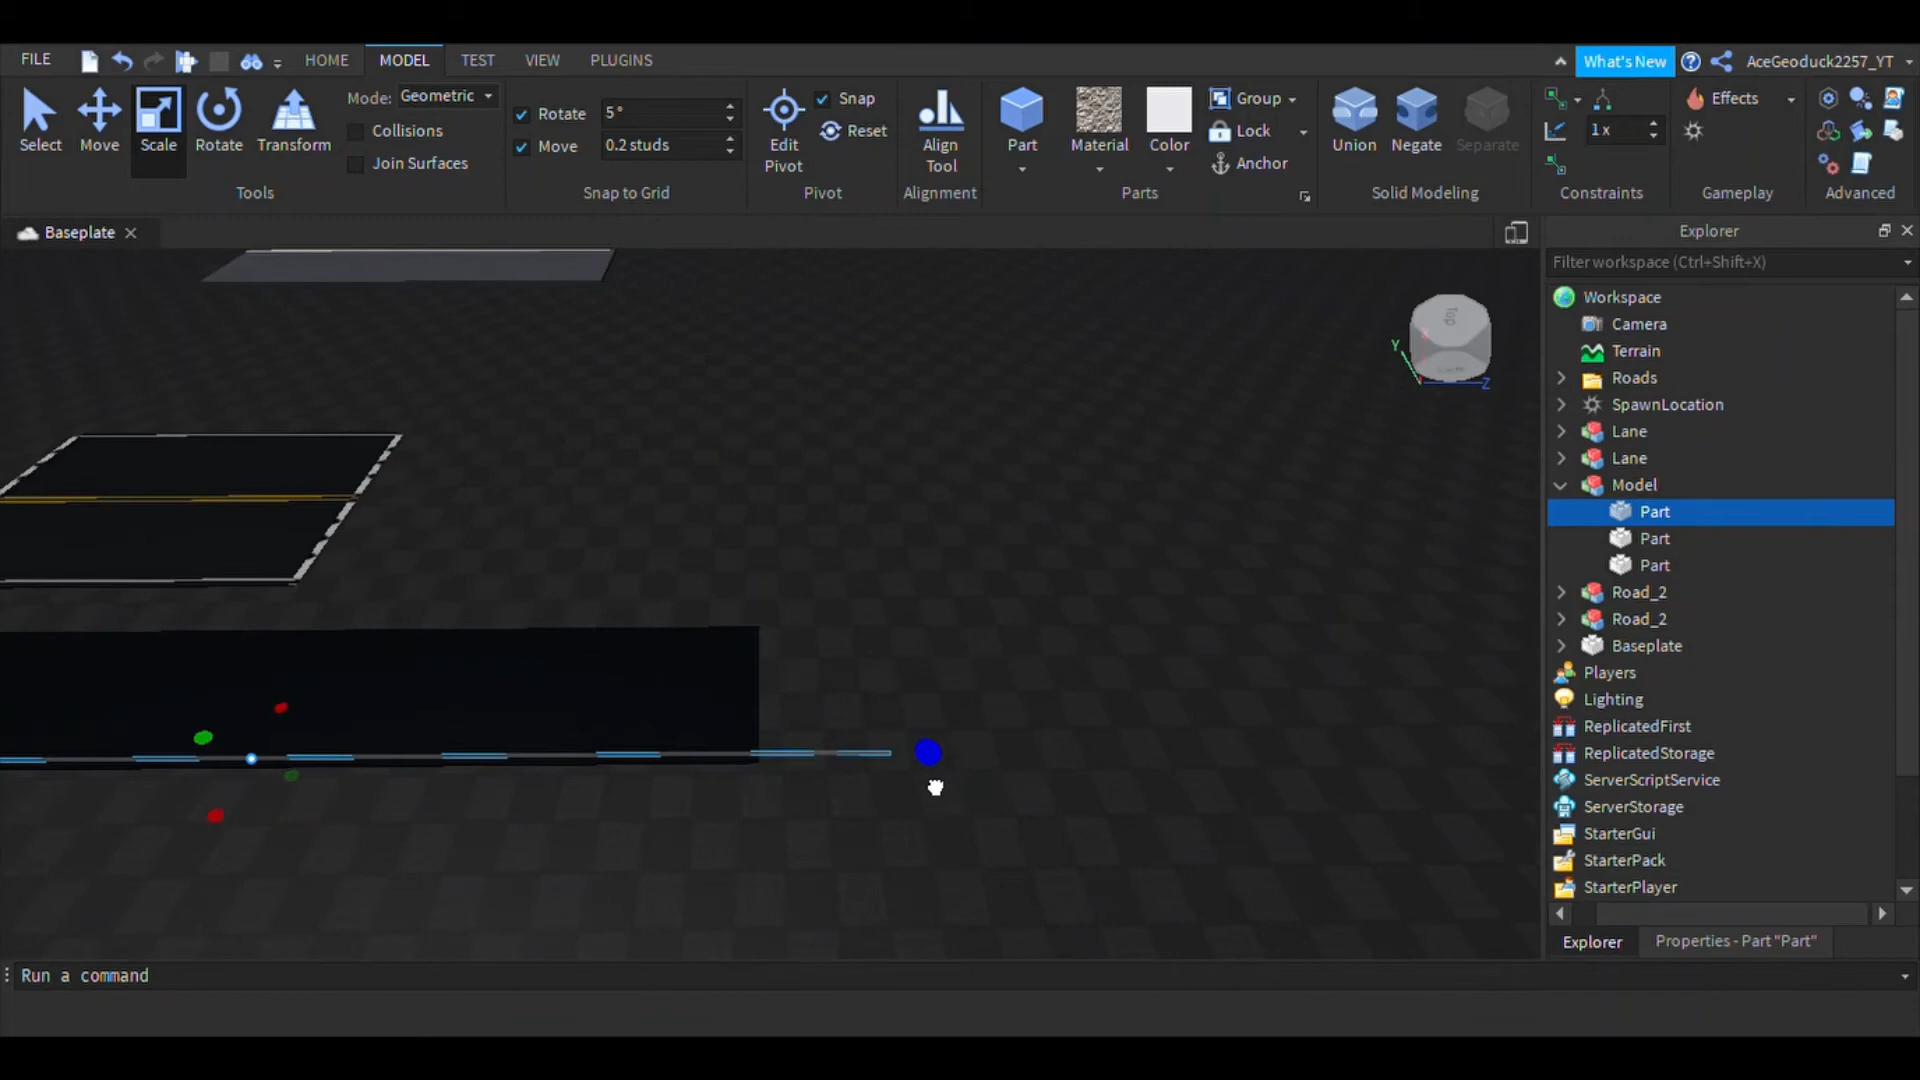 FILE HOME MODEL TEST VIEW PLUGINS What's New AceGeoduck2257_YT
Select Move Scale Rotate Transform
Mode: Geometric
Collisions
Join Surfaces
Tools
Rotate 5°
Move 0.2 studs
Snap to Grid
Edit Pivot
Snap
Reset
Pivot
Align Tool
Alignment
Part Material Color
Group
Lock
Anchor
Parts
Union Negate Separate
Solid Modeling
1 x
Constraints
Effects
Gameplay
Advanced
Baseplate
Top
Y
Z
Explorer
Filter workspace (Ctrl+Shift+X)
Workspace
Camera
Terrain
Roads
SpawnLocation
Lane
Lane
Model
Part
Part
Part
Road_2
Road_2
Baseplate
Players
Lighting
ReplicatedFirst
ReplicatedStorage
ServerScriptService
ServerStorage
StarterGui
StarterPack
StarterPlayer
Explorer Properties - Part "Part"
Run a command